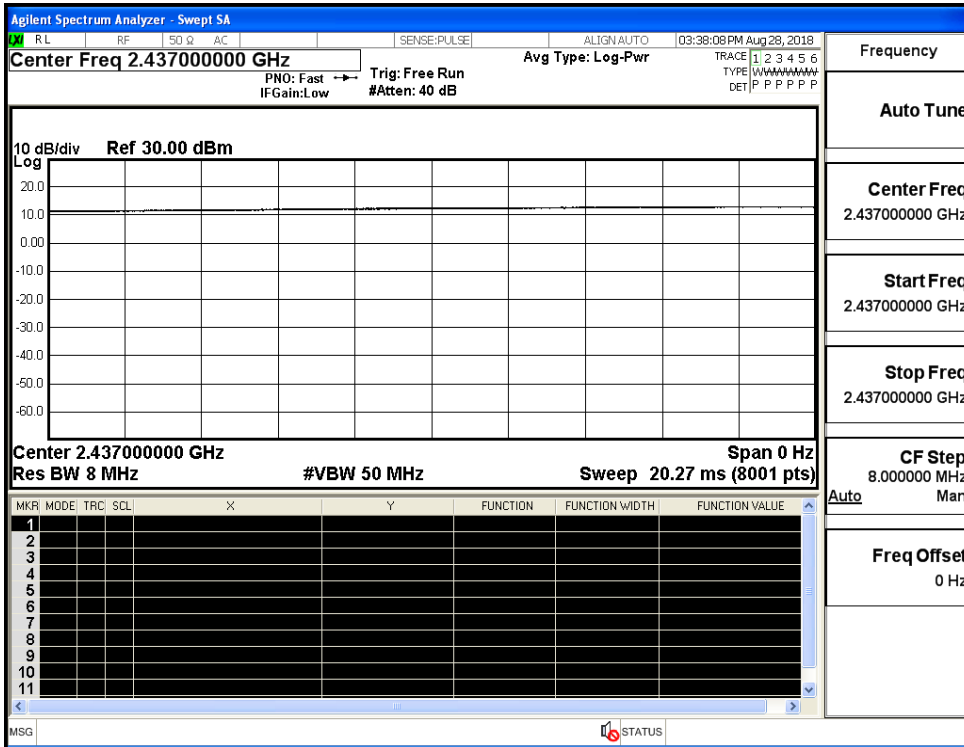 Agilent Spectrum Analyzer - Swept SA
LXI RL RF 50 Ω AC SENSE:PULSE ALIGN AUTO 03:38:08 PM Aug 28, 2018
Center Freq 2.437000000 GHz Avg Type: Log-Pwr TRACE 1 2 3 4 5 6
PNO: Fast Trig: Free Run TYPE WWWWWW
IFGain:Low #Atten: 40 dB DET P P P P P P
10 dB/div Ref 30.00 dBm
Log
20.0
10.0
0.00
-10.0
-20.0
-30.0
-40.0
-50.0
-60.0
Center 2.437000000 GHz Span 0 Hz
Res BW 8 MHz #VBW 50 MHz Sweep 20.27 ms (8001 pts)
MKR MODE TRC SCL X Y FUNCTION FUNCTION WIDTH FUNCTION VALUE
1
2
3
4
5
6
7
8
9
10
11
MSG STATUS
Frequency
Auto Tune
Center Freq
2.437000000 GHz
Start Freq
2.437000000 GHz
Stop Freq
2.437000000 GHz
CF Step
8.000000 MHz
Auto Man
Freq Offset
0 Hz